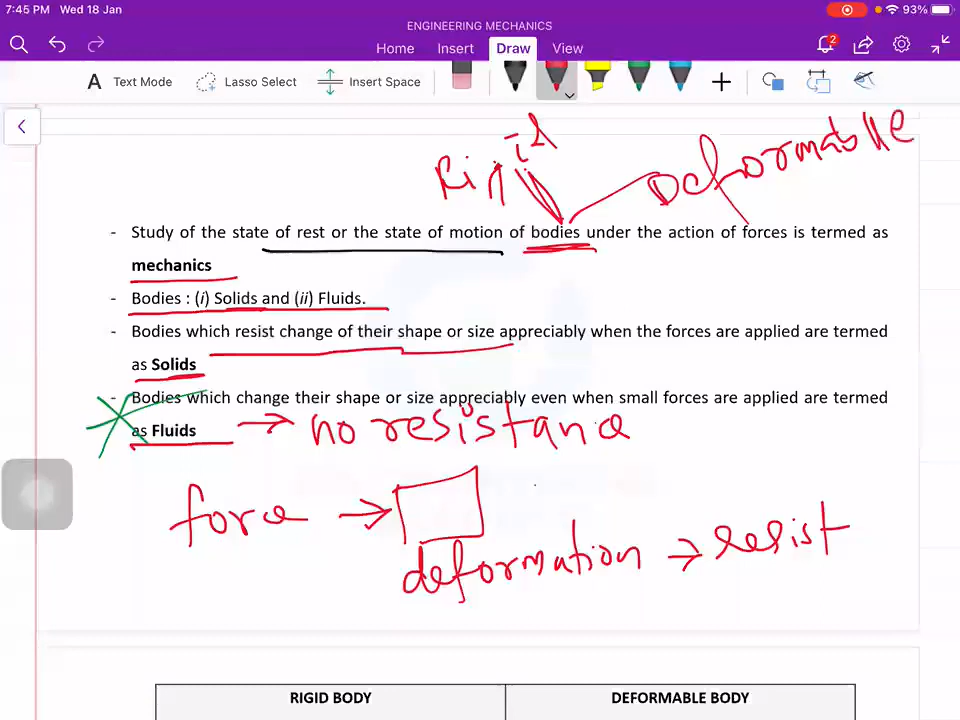 7:45 PM Wed 18 Jan 93%
ENGINEERING MECHANICS
Home Insert Draw View 2
A Text Mode Lasso Select Insert Space
Rigid Deformable
- Study of the state of rest or the state of motion of bodies under the action of forces is termed as
mechanics
- Bodies : (i) Solids and (ii) Fluids.
- Bodies which resist change of their shape or size appreciably when the forces are applied are termed
as Solids
- Bodies which change their shape or size appreciably even when small forces are applied are termed
as Fluids → no resistance
force →
deformation → resist
RIGID BODY DEFORMABLE BODY